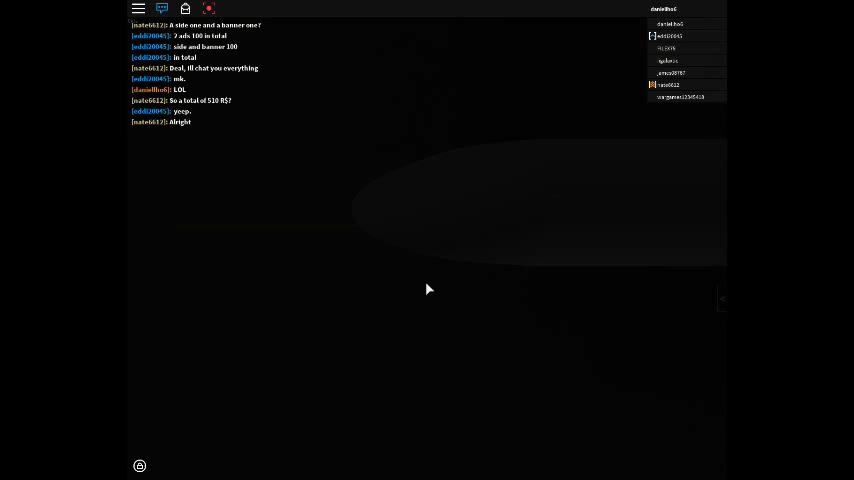 daniellho6
[nate6612]: A side one and a banner one?
[eddi20045]: 2 ads 100 in total
[eddi20045]: side and banner 100
[eddi20045]: in total
[nate6612]: Deal, ill chat you everything
[eddi20045]: mk.
[daniellho6]: LOL
[nate6612]: So a total of 510 R$?
[eddi20045]: yeep.
[nate6612]: Alright
daniellho6
eddi20045
nate6612
wargames12345418